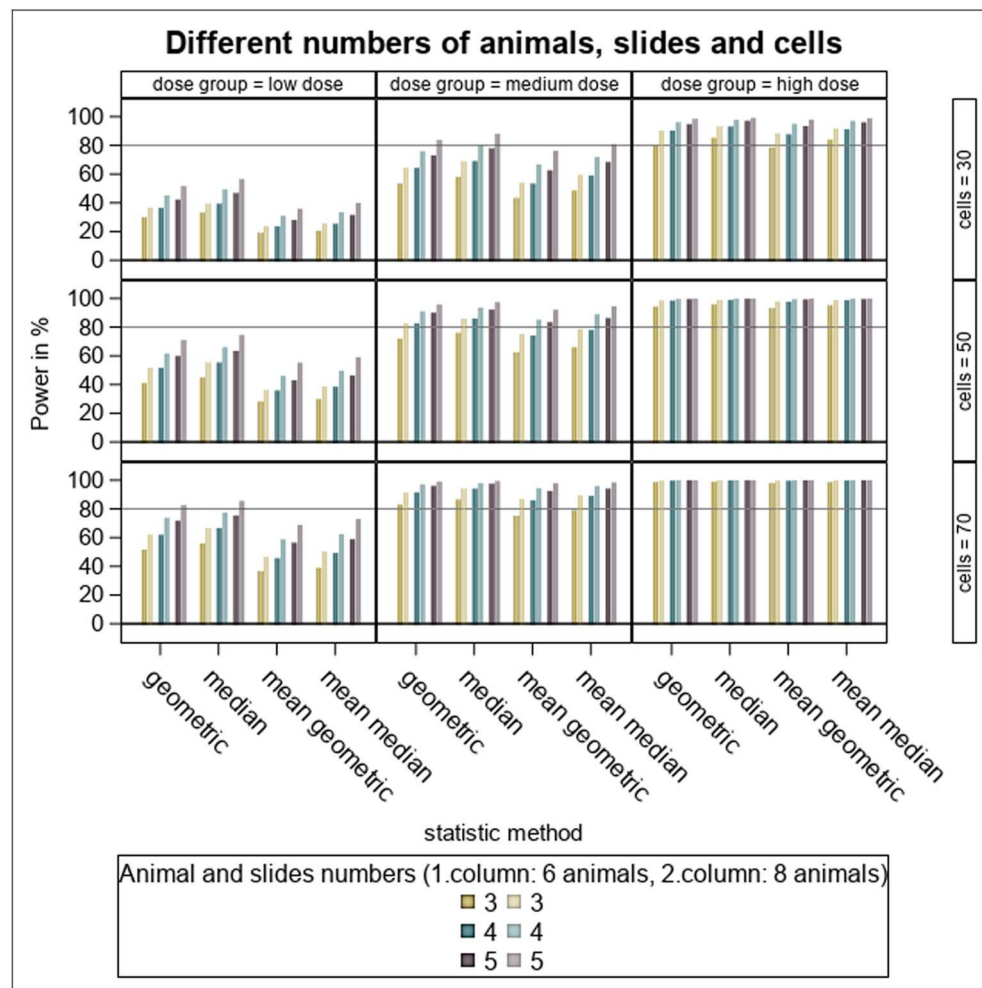 Different numbers of animals, slides and cells
dose group = low dose
dose group = medium dose
dose group = high dose
Power in %
100
80
60
40
20
0
cells = 30
100
80
60
40
20
0
cells = 50
100
80
60
40
20
0
cells = 70
geometric
median
mean geometric
mean median
geometric
median
mean geometric
mean median
geometric
median
mean geometric
mean median
statistic method
Animal and slides numbers (1.column: 6 animals, 2.column: 8 animals)
3 3
4 4
5 5